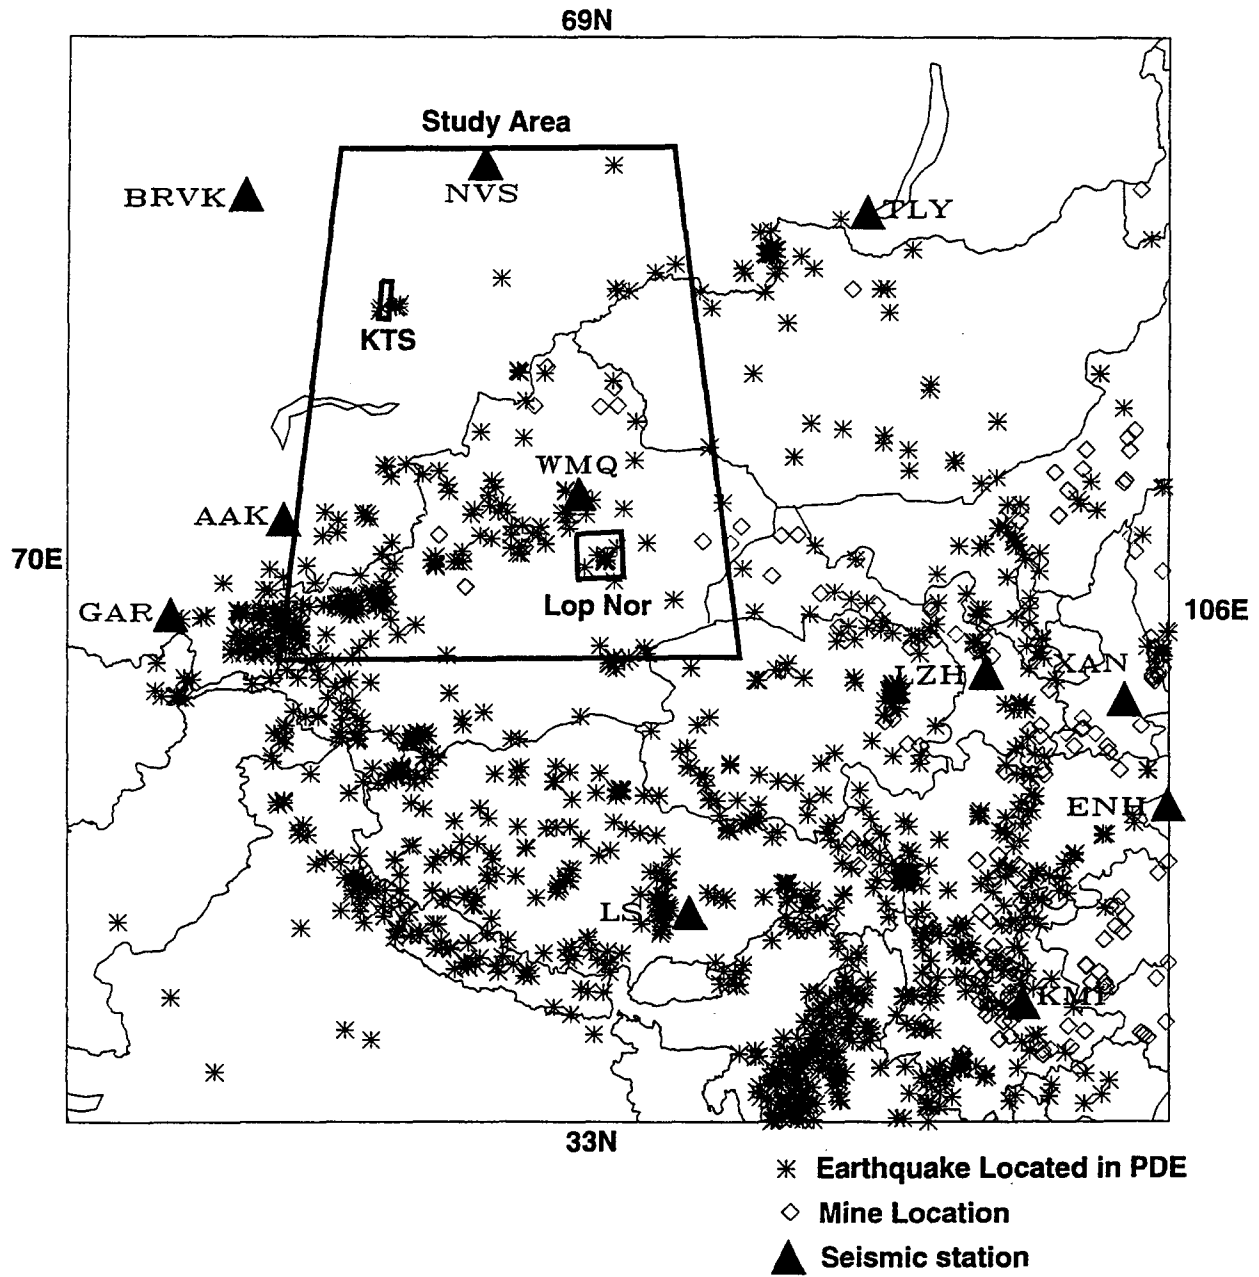 69N
Study Area
BRVK
NVS
TLY
KTS
WMQ
AAK
70E
Lop Nor
GAR
106E
LZH
XAN
ENH
LS
KMI
33N
Earthquake Located in PDE
Mine Location
Seismic station